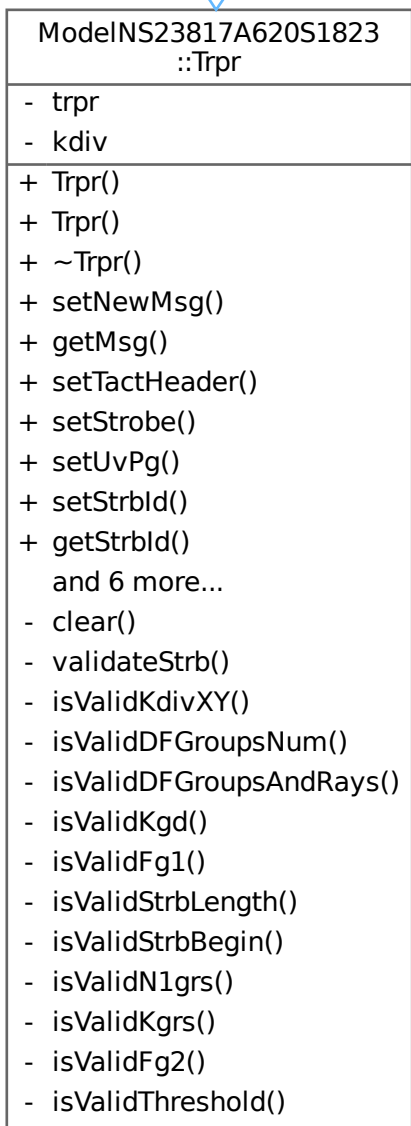 ModelNS23817A620S1823
::Trpr
- trpr
- kdiv
+ Trpr()
+ Trpr()
+ ~Trpr()
+ setNewMsg()
+ getMsg()
+ setTactHeader()
+ setStrobe()
+ setUvPg()
+ setStrbId()
+ getStrbId()
and 6 more...
- clear()
- validateStrb()
- isValidKdivXY()
- isValidDFGroupsNum()
- isValidDFGroupsAndRays()
- isValidKgd()
- isValidFg1()
- isValidStrbLength()
- isValidStrbBegin()
- isValidN1grs()
- isValidKgrs()
- isValidFg2()
- isValidThreshold()